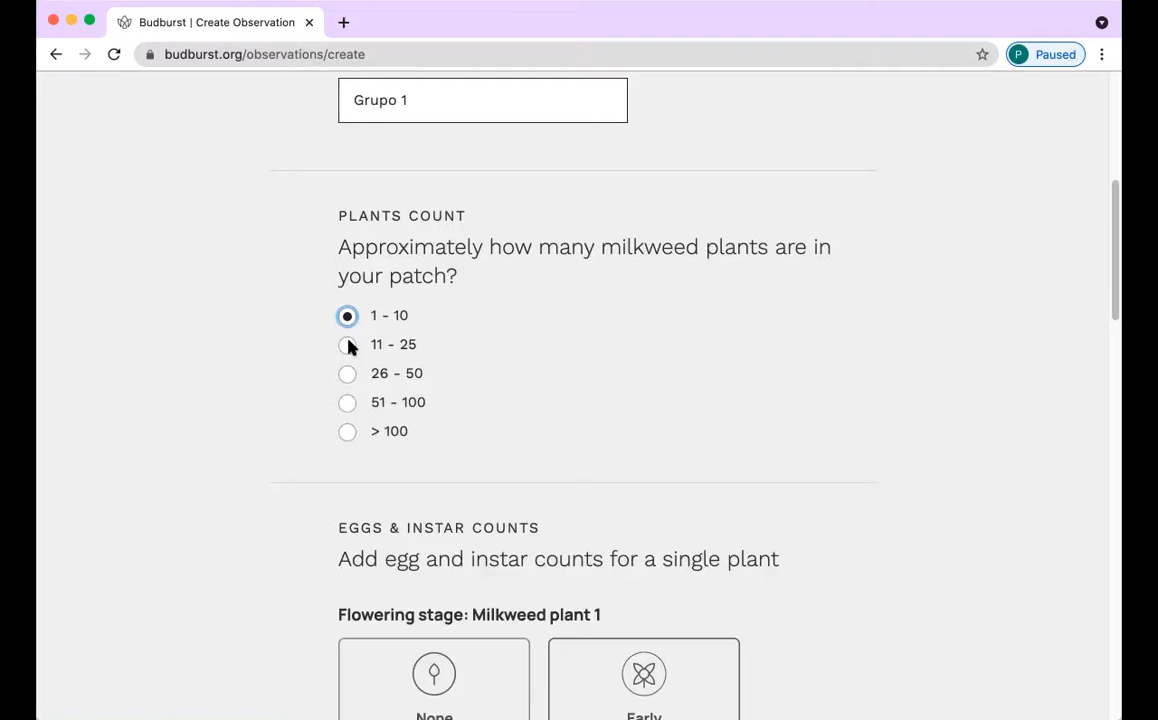 Budburst | Create Observation
budburst.org/observations/create
P Paused
Grupo 1
PLANTS COUNT
Approximately how many milkweed plants are in
your patch?
1 - 10
11 - 25
26 - 50
51 - 100
> 100
EGGS & INSTAR COUNTS
Add egg and instar counts for a single plant
Flowering stage: Milkweed plant 1
None Early